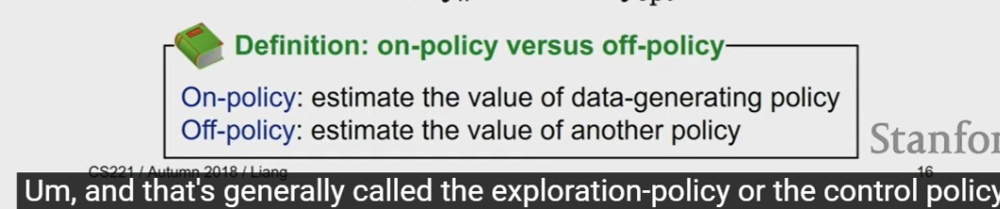 Definition: on-policy versus off-policy
On-policy: estimate the value of data-generating policy
Off-policy: estimate the value of another policy
Stanfor
CS221 / Autumn 2018 / Liang
16
Um, and that's generally called the exploration-policy or the control policy